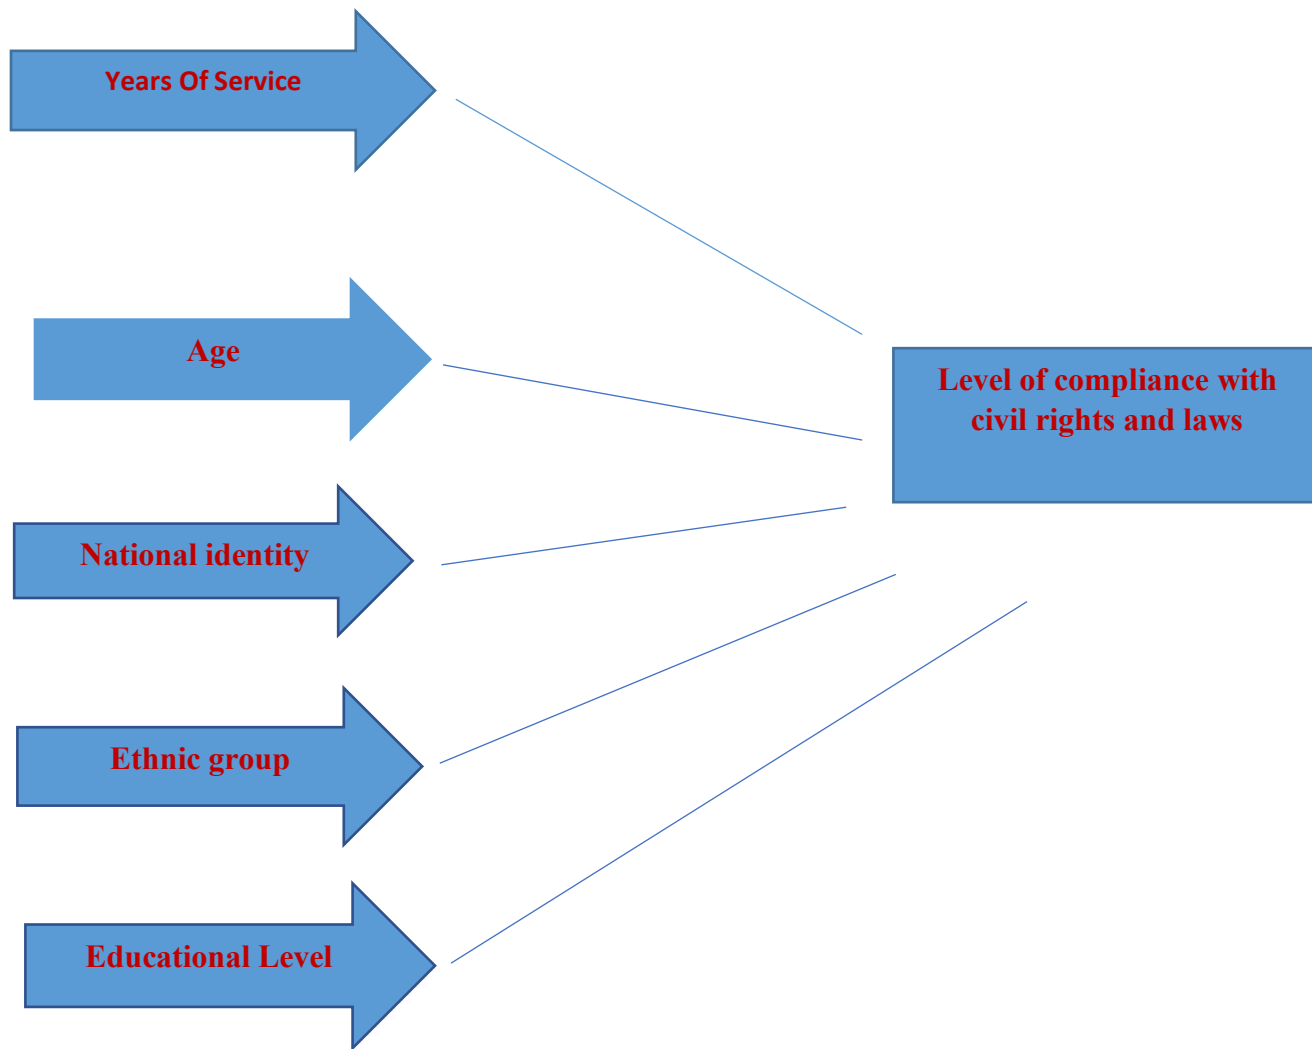 Years Of Service
Age
Level of compliance with
civil rights and laws
National identity
Ethnic group
Educational Level